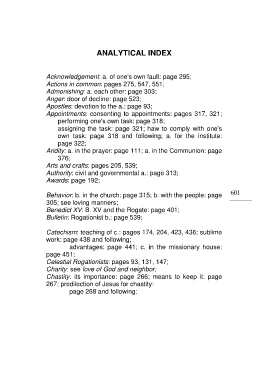 ANALYTICAL INDEX
Acknowledgement: a. of one's own fault: page 295;
Actions in common: pages 275, 547, 551;
Admonishing: a. each other: page 303;
Anger: door of decline: page 523;
Apostles: devotion to the a.: page 93;
Appointments: consenting to appointments: pages 317, 321;
performing one's own task: page 318;
assigning the task: page 321; haw to comply with one's
own task: page 318 and following; a. for the institute:
page 322;
Aridity: a. in the prayer: page 111; a. in the Communion: page
376;
Arts and crafts: pages 205, 539;
Authority: civil and governmental a.: page 313;
Awards: page 192;
Behavior: b. in the church: page 315; b. with the people: page
305; see loving manners;
Benedict XV: B. XV and the Rogate: page 401;
Bulletin: Rogationist b.: page 539;
601
Catechism: teaching of c.: pages 174, 204, 423, 436; sublime
work: page 438 and following;
advantages: page 441; c. in the missionary house:
page 451;
Celestial Rogationists: pages 93, 131, 147;
Charity: see love of God and neighbor;
Chastity: its importance: page 266; means to keep it: page
267; predilection of Jesus for chastity:
page 268 and following;